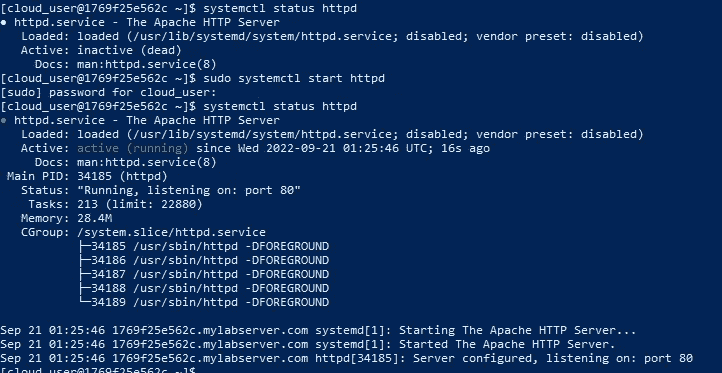 [cloud_user@1769f25e562c ~]$ systemctl status httpd
● httpd.service - The Apache HTTP Server
   Loaded: loaded (/usr/lib/systemd/system/httpd.service; disabled; vendor preset: disabled)
   Active: inactive (dead)
     Docs: man:httpd.service(8)
[cloud_user@1769f25e562c ~]$ sudo systemctl start httpd
[sudo] password for cloud_user:
[cloud_user@1769f25e562c ~]$ systemctl status httpd
● httpd.service - The Apache HTTP Server
   Loaded: loaded (/usr/lib/systemd/system/httpd.service; disabled; vendor preset: disabled)
   Active: active (running) since Wed 2022-09-21 01:25:46 UTC; 16s ago
     Docs: man:httpd.service(8)
 Main PID: 34185 (httpd)
   Status: "Running, listening on: port 80"
    Tasks: 213 (limit: 22880)
   Memory: 28.4M
   CGroup: /system.slice/httpd.service
           ├─34185 /usr/sbin/httpd -DFOREGROUND
           ├─34186 /usr/sbin/httpd -DFOREGROUND
           ├─34187 /usr/sbin/httpd -DFOREGROUND
           ├─34188 /usr/sbin/httpd -DFOREGROUND
           └─34189 /usr/sbin/httpd -DFOREGROUND
Sep 21 01:25:46 1769f25e562c.mylabserver.com systemd[1]: Starting The Apache HTTP Server...
Sep 21 01:25:46 1769f25e562c.mylabserver.com systemd[1]: Started The Apache HTTP Server.
Sep 21 01:25:46 1769f25e562c.mylabserver.com httpd[34185]: Server configured, listening on: port 80
[cloud_user@1769f25e562c ~]$